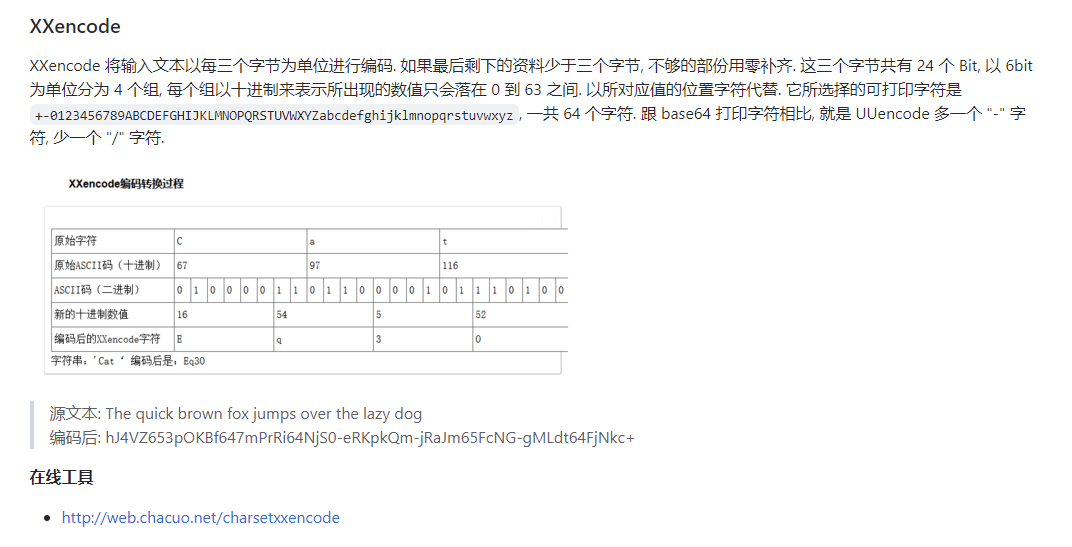 XXencode
XXencode 将输入文本以每三个字节为单位进行编码. 如果最后剩下的资料少于三个字节, 不够的部份用零补齐. 这三个字节共有 24 个 Bit, 以 6bit
为单位分为 4 个组, 每个组以十进制来表示所出现的数值只会落在 0 到 63 之间. 以所对应值的位置字符代替. 它所选择的可打印字符是
+-0123456789ABCDEFGHIJKLMNOPQRSTUVWXYZabcdefghijklmnopqrstuvwxyz , 一共 64 个字符. 跟 base64 打印字符相比, 就是 UUencode 多一个 "-" 字
符, 少一个 "/" 字符.
XXencode编码转换过程
原始字符 C a t
原始ASCII码（十进制） 67 97 116
ASCII码（二进制） 0 1 0 0 0 0 1 1 0 1 1 0 0 0 0 1 0 1 1 1 0 1 0 0
新的十进制数值 16 54 5 52
编码后的XXencode字符 E q 3 0
字符串：'Cat ‘ 编码后是：Eq30
源文本: The quick brown fox jumps over the lazy dog
编码后: hJ4VZ653pOKBf647mPrRi64NjS0-eRKpkQm-jRaJm65FcNG-gMLdt64FjNkc+
在线工具
http://web.chacuo.net/charsetxxencode